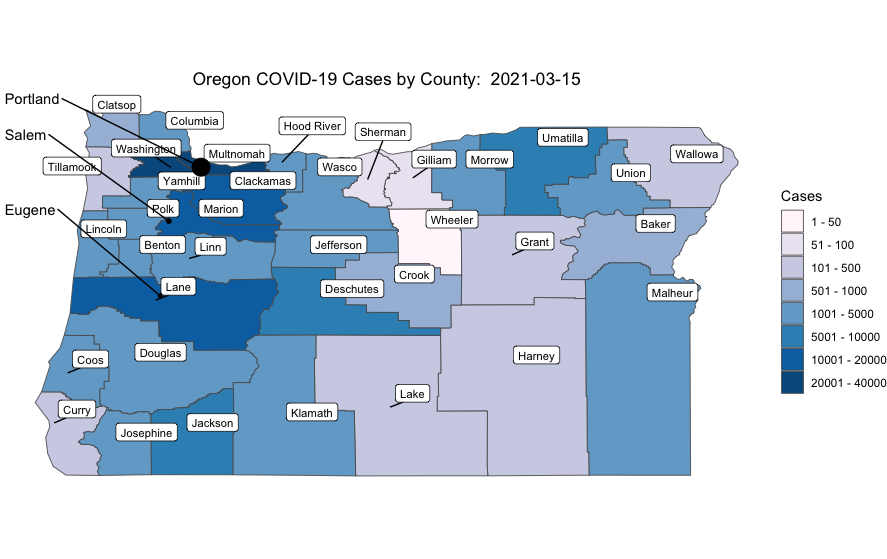 Oregon COVID-19 Cases by County:  2021-03-15
Portland
Salem
Eugene
Clatsop
Columbia
Hood River
Sherman
Umatilla
Washington
Multnomah
Wallowa
Tillamook
Wasco
Gilliam
Morrow
Union
Yamhill
Clackamas
Polk
Marion
Lincoln
Wheeler
Baker
Benton
Linn
Jefferson
Grant
Crook
Lane
Deschutes
Malheur
Coos
Douglas
Harney
Curry
Lake
Josephine
Jackson
Klamath
Cases
1 - 50
51 - 100
101 - 500
501 - 1000
1001 - 5000
5001 - 10000
10001 - 20000
20001 - 40000